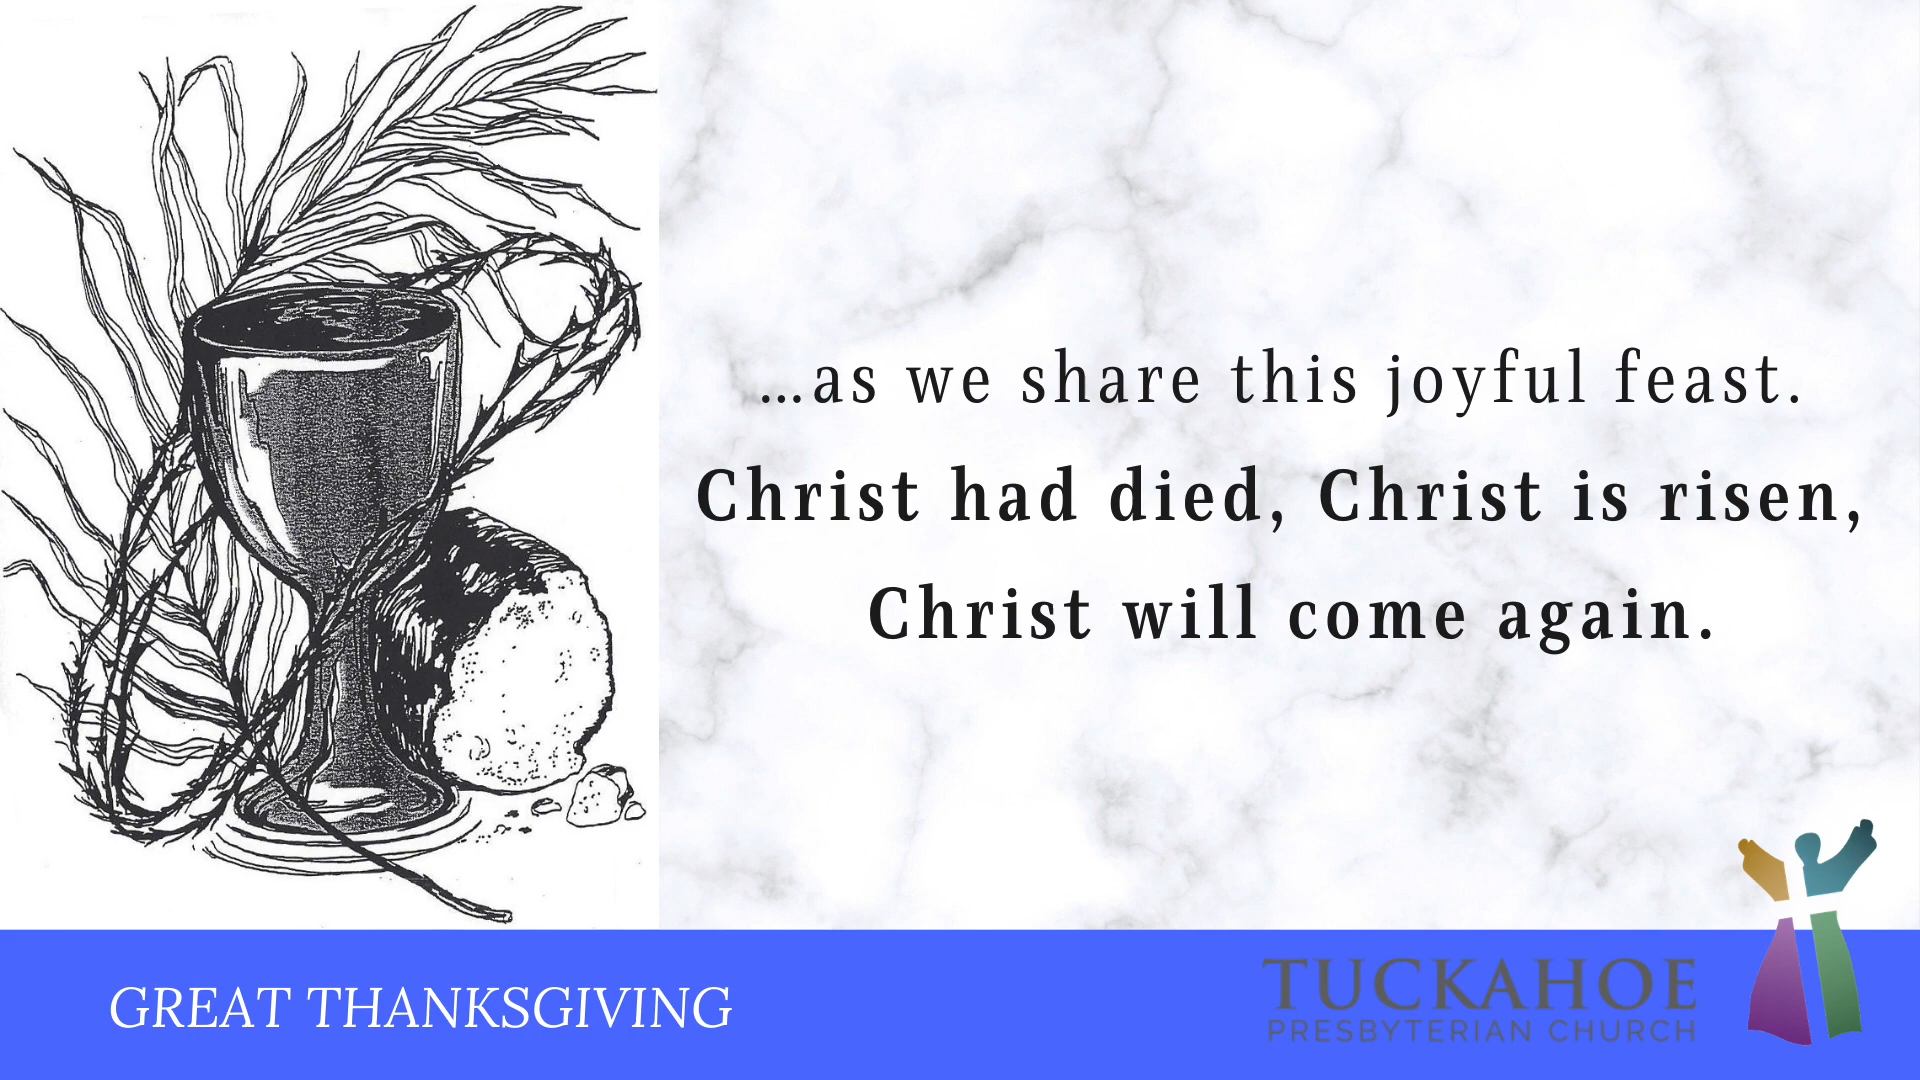 ...as we share this joyful feast.
Christ had died, Christ is risen,
Christ will come again.
GREAT THANKSGIVING
TUCKAHOE
PRESBYTERIAN CHURCH